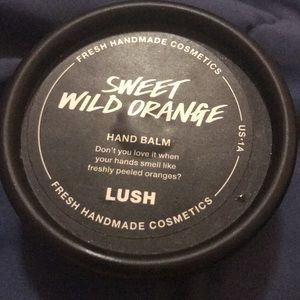 FRESH HANDMADE COSMETICS
SWEET
WILD ORANGE
US-1A
HAND BALM
Don't you love it when
your hands smell like
freshly peeled oranges?
LUSH
FRESH HANDMADE COSMETICS